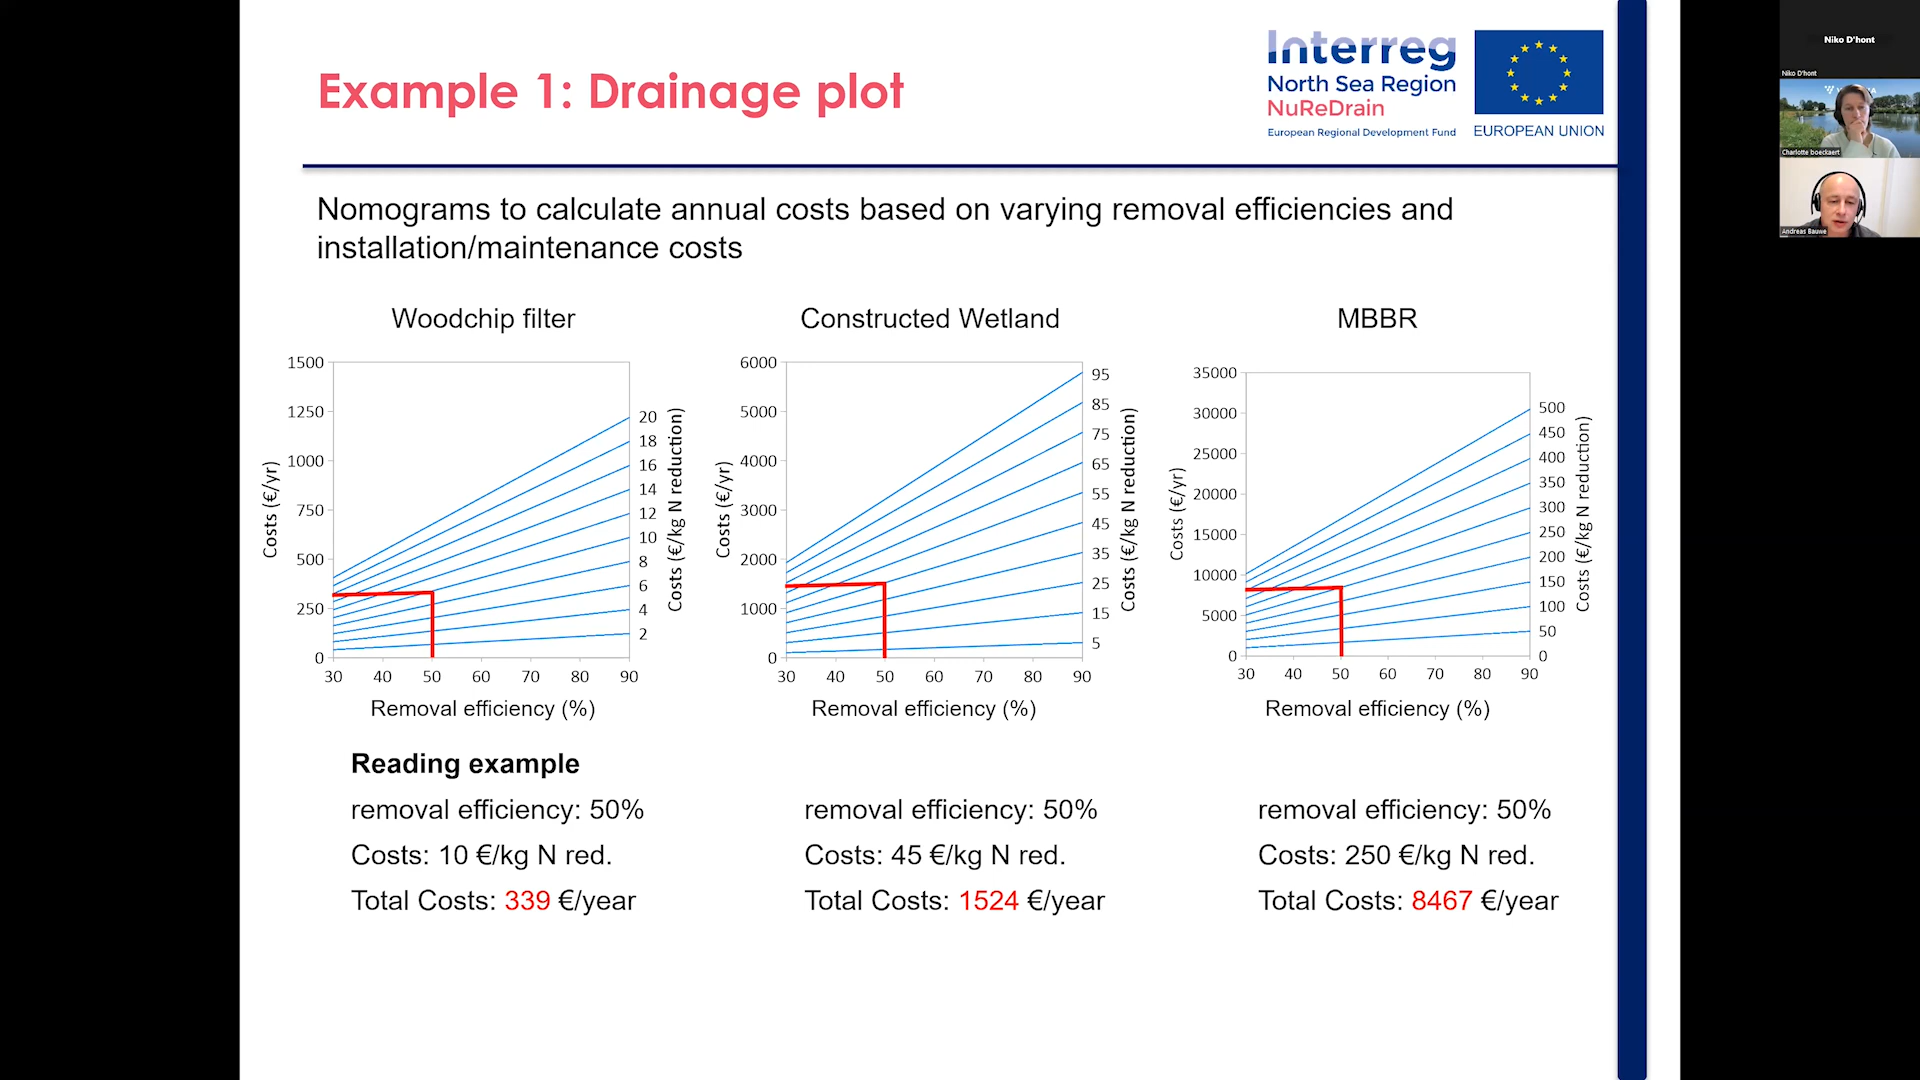 Example 1: Drainage plot
Interreg
North Sea Region
NuReDrain
European Regional Development Fund
EUROPEAN UNION
Niko D'hont
Niko D'hont
Charlotte boeckaert
Andreas Bauwe
Nomograms to calculate annual costs based on varying removal efficiencies and
installation/maintenance costs
Woodchip filter
1500
1250
1000
750
500
250
0
Costs (€/yr)
30 40 50 60 70 80 90
Removal efficiency (%)
20
18
16
14
12
10
8
6
4
2
Costs (€/kg N reduction)
Constructed Wetland
6000
5000
4000
3000
2000
1000
0
Costs (€/yr)
30 40 50 60 70 80 90
Removal efficiency (%)
95
85
75
65
55
45
35
25
15
5
Costs (€/kg N reduction)
MBBR
35000
30000
25000
20000
15000
10000
5000
0
Costs (€/yr)
30 40 50 60 70 80 90
Removal efficiency (%)
500
450
400
350
300
250
200
150
100
50
0
Costs (€/kg N reduction)
Reading example
removal efficiency: 50%
Costs: 10 €/kg N red.
Total Costs: 339 €/year
removal efficiency: 50%
Costs: 45 €/kg N red.
Total Costs: 1524 €/year
removal efficiency: 50%
Costs: 250 €/kg N red.
Total Costs: 8467 €/year